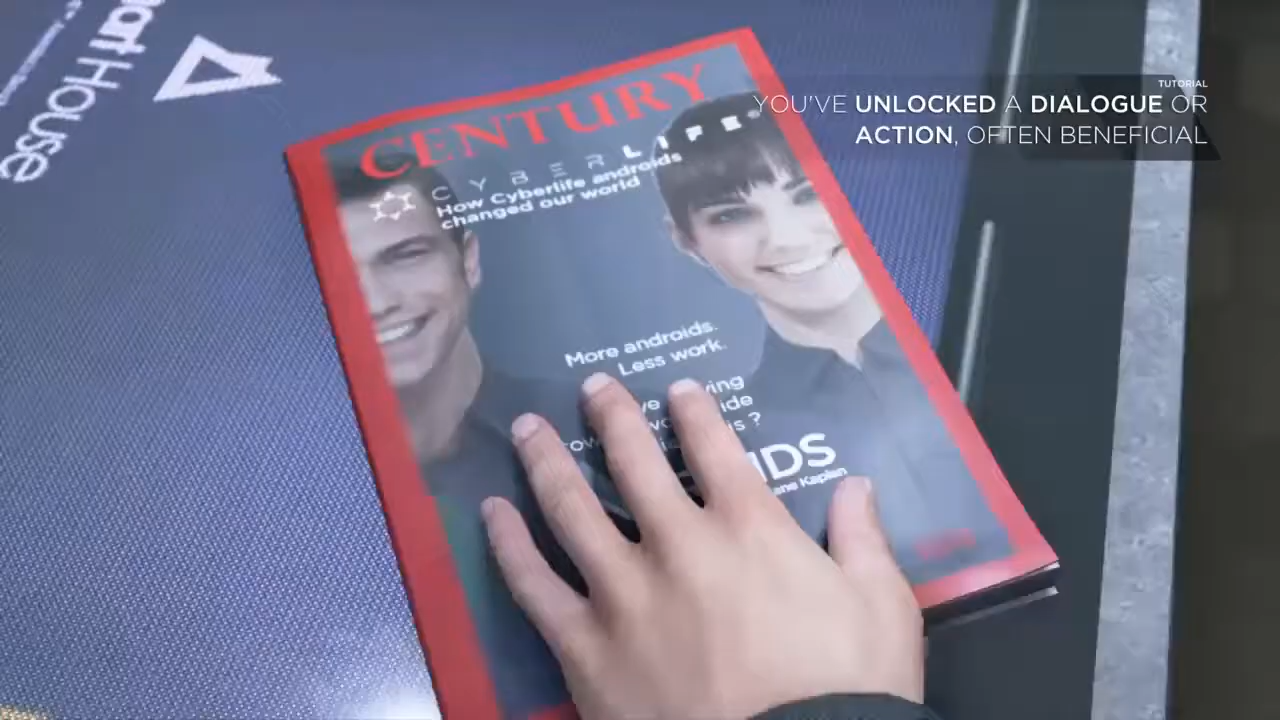 House
TUTORIAL
YOU'VE UNLOCKED A DIALOGUE OR
ACTION, OFTEN BENEFICIAL
CENTURY
CYBERLIFE
How Cyberlife androids
changed our world
More androids.
Less work.
?
Kaplan